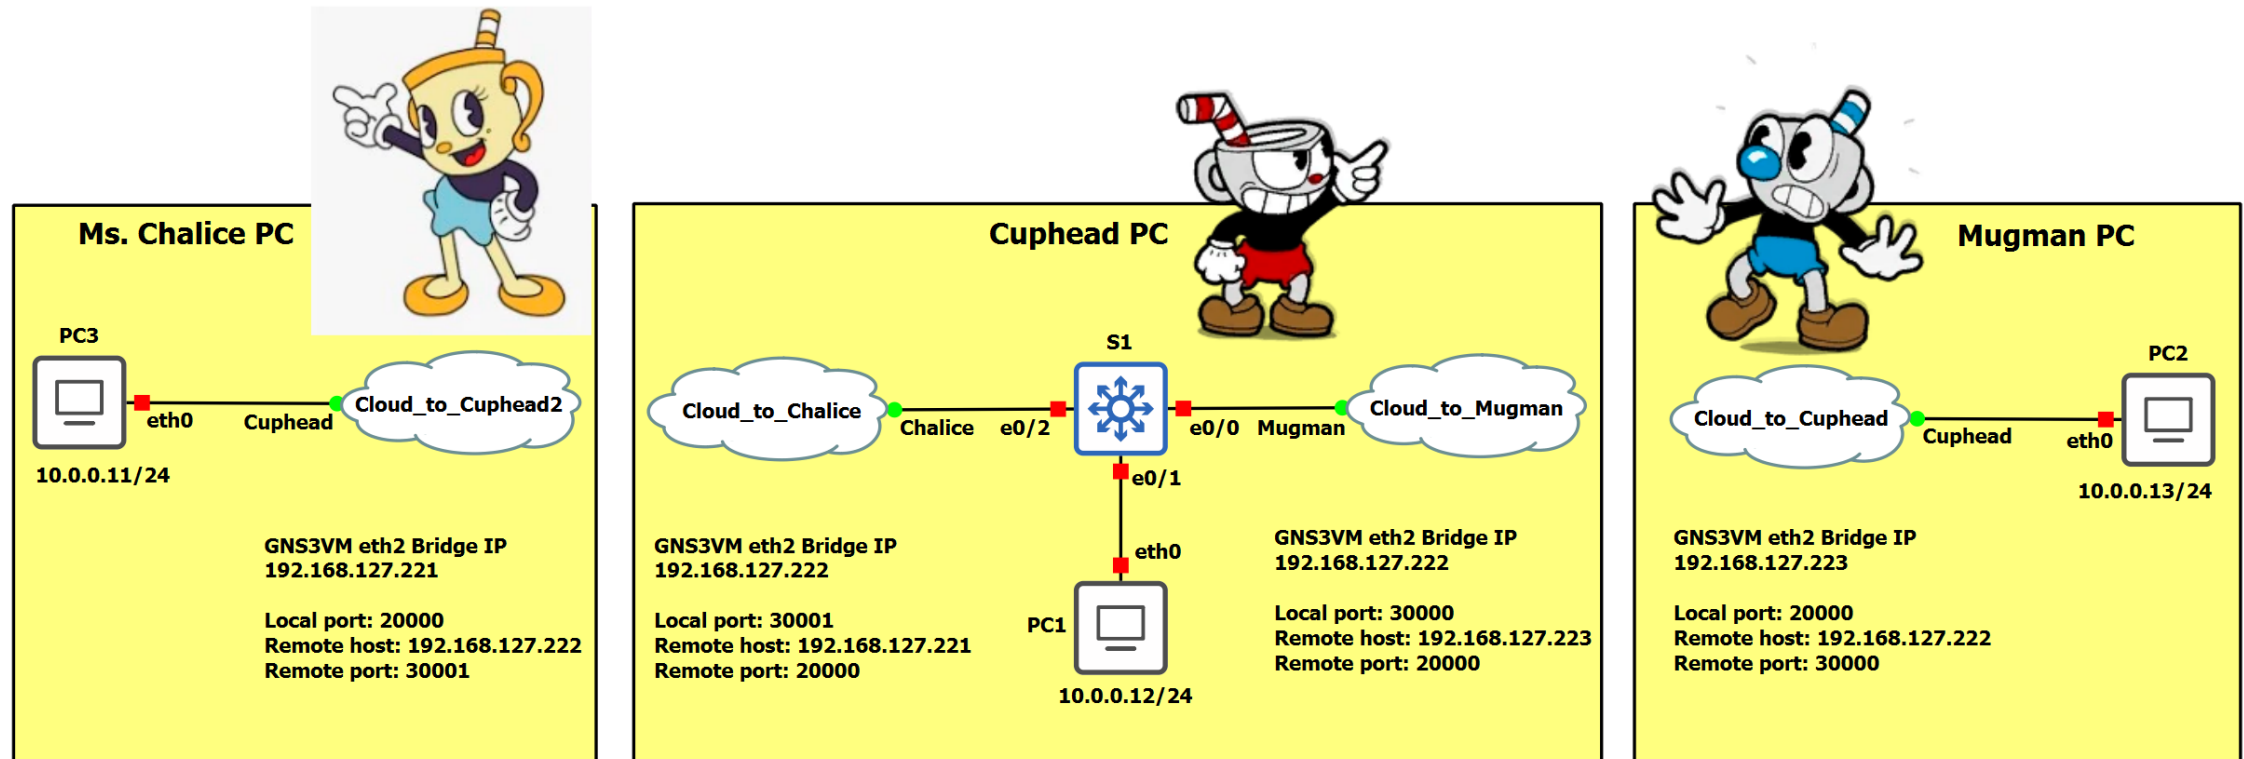 Ms. Chalice PC
PC3
eth0
Cuphead
Cloud_to_Cuphead2
10.0.0.11/24
GNS3VM eth2 Bridge IP
192.168.127.221
Local port: 20000
Remote host: 192.168.127.222
Remote port: 30001
Cuphead PC
S1
Cloud_to_Chalice
Chalice
e0/2
e0/0
Mugman
Cloud_to_Mugman
e0/1
eth0
PC1
10.0.0.12/24
GNS3VM eth2 Bridge IP
192.168.127.222
Local port: 30001
Remote host: 192.168.127.221
Remote port: 20000
GNS3VM eth2 Bridge IP
192.168.127.222
Local port: 30000
Remote host: 192.168.127.223
Remote port: 20000
Mugman PC
Cloud_to_Cuphead
Cuphead
eth0
PC2
10.0.0.13/24
GNS3VM eth2 Bridge IP
192.168.127.223
Local port: 20000
Remote host: 192.168.127.222
Remote port: 30000